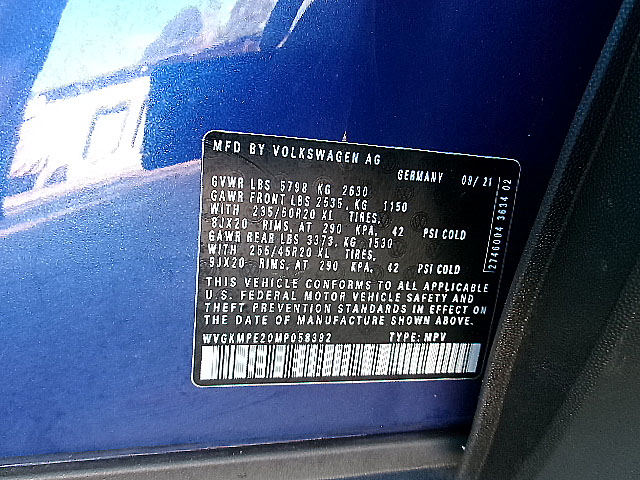 MFD BY VOLKSWAGEN AG
GERMANY 09/21
GVWR LBS 5798 KG 2630
GAWR FRONT LBS 2535, KG 1150
WITH 235/50R20 XL TIRES,
8JX20 RIMS, AT 290 KPA, 42 PSI COLD
GAWR REAR LBS 3373, KG 1530
WITH 255/45R20 XL TIRES,
9JX20 RIMS, AT 290 KPA, 42 PSI COLD
THIS VEHICLE CONFORMS TO ALL APPLICABLE
U.S. FEDERAL MOTOR VEHICLE SAFETY AND
THEFT PREVENTION STANDARDS IN EFFECT ON
THE DATE OF MANUFACTURE SHOWN ABOVE.
WVGKMPE20MP058392 TYPE: MPV
2746004 3634 02